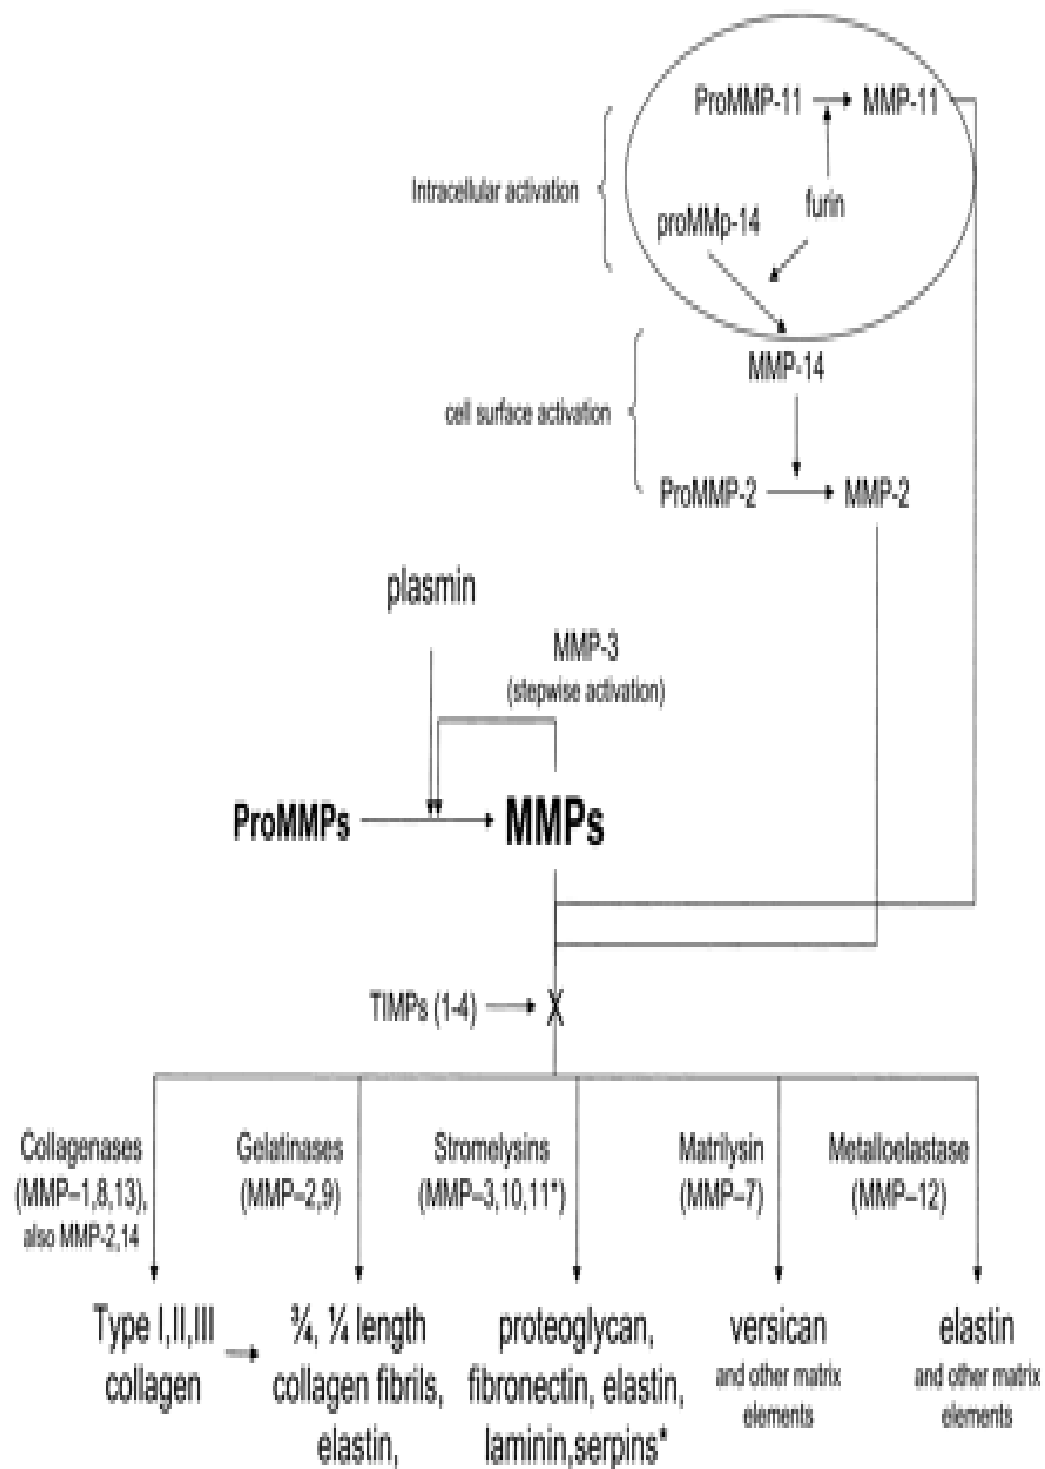 ProMMP-11
MMP-11
Intracellular activation
furin
proMMp-14
MMP-14
cell surface activation
ProMMP-2
MMP-2
plasmin
MMP-3
(stepwise activation)
ProMMPs
MMPs
TIMPs (1-4)
X
Collagenases
(MMP–1,8,13),
also MMP-2,14
Gelatinases
(MMP–2,9)
Stromelysins
(MMP–3,10,11*)
Matrilysin
(MMP–7)
Metalloelastase
(MMP–12)
Type I,II,III
collagen
¾, ¼ length
collagen fibrils,
elastin,
proteoglycan,
fibronectin, elastin,
laminin,serpins*
versican
and other matrix
elements
elastin
and other matrix
elements